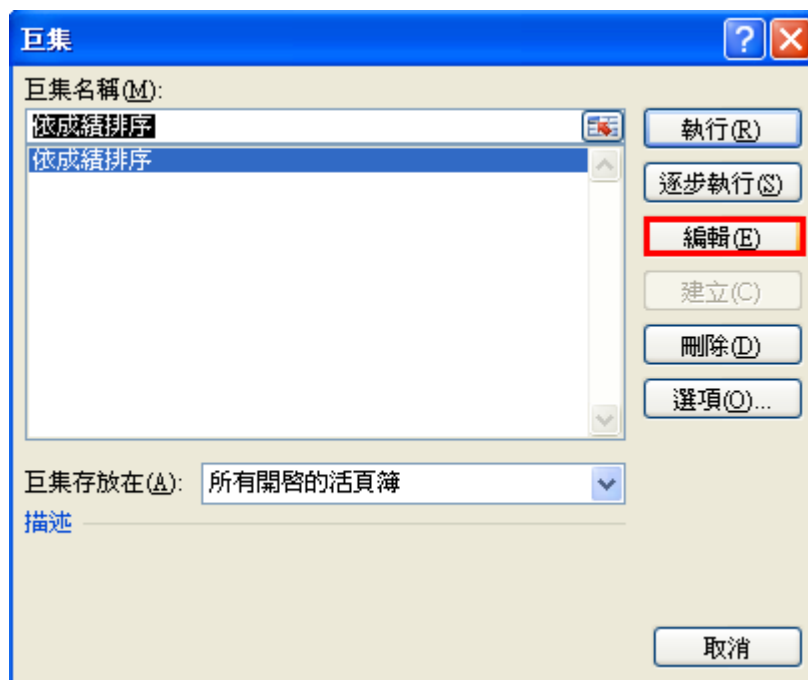 巨集
巨集名稱(M):
依成績排序
依成績排序
執行(R)
逐步執行(S)
編輯(E)
建立(C)
刪除(D)
選項(O)...
巨集存放在(A):
所有開啓的活頁簿
描述
取消